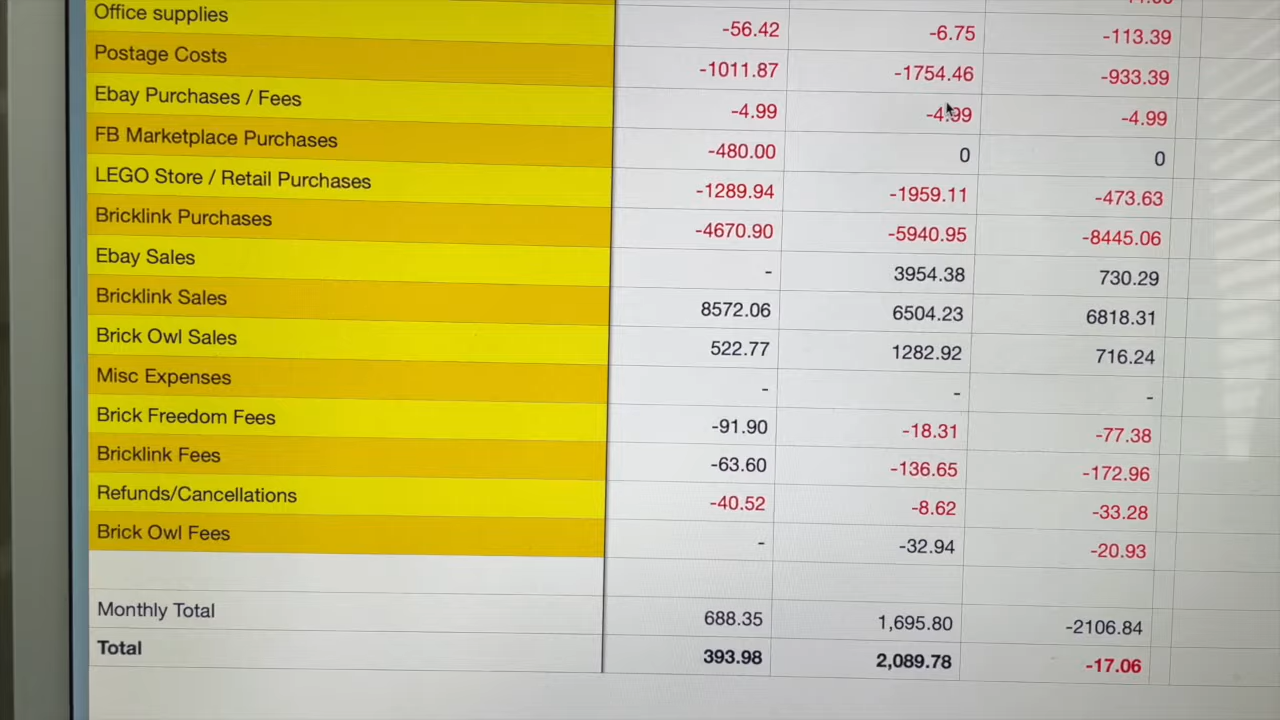 Office supplies -56.42 -6.75 -113.39
Postage Costs -1011.87 -1754.46 -933.39
Ebay Purchases / Fees -4.99 -4.99 -4.99
FB Marketplace Purchases -480.00 0 0
LEGO Store / Retail Purchases -1289.94 -1959.11 -473.63
Bricklink Purchases -4670.90 -5940.95 -8445.06
Ebay Sales - 3954.38 730.29
Bricklink Sales 8572.06 6504.23 6818.31
Brick Owl Sales 522.77 1282.92 716.24
Misc Expenses - - -
Brick Freedom Fees -91.90 -18.31 -77.38
Bricklink Fees -63.60 -136.65 -172.96
Refunds/Cancellations -40.52 -8.62 -33.28
Brick Owl Fees - -32.94 -20.93
Monthly Total 688.35 1,695.80 -2106.84
Total 393.98 2,089.78 -17.06